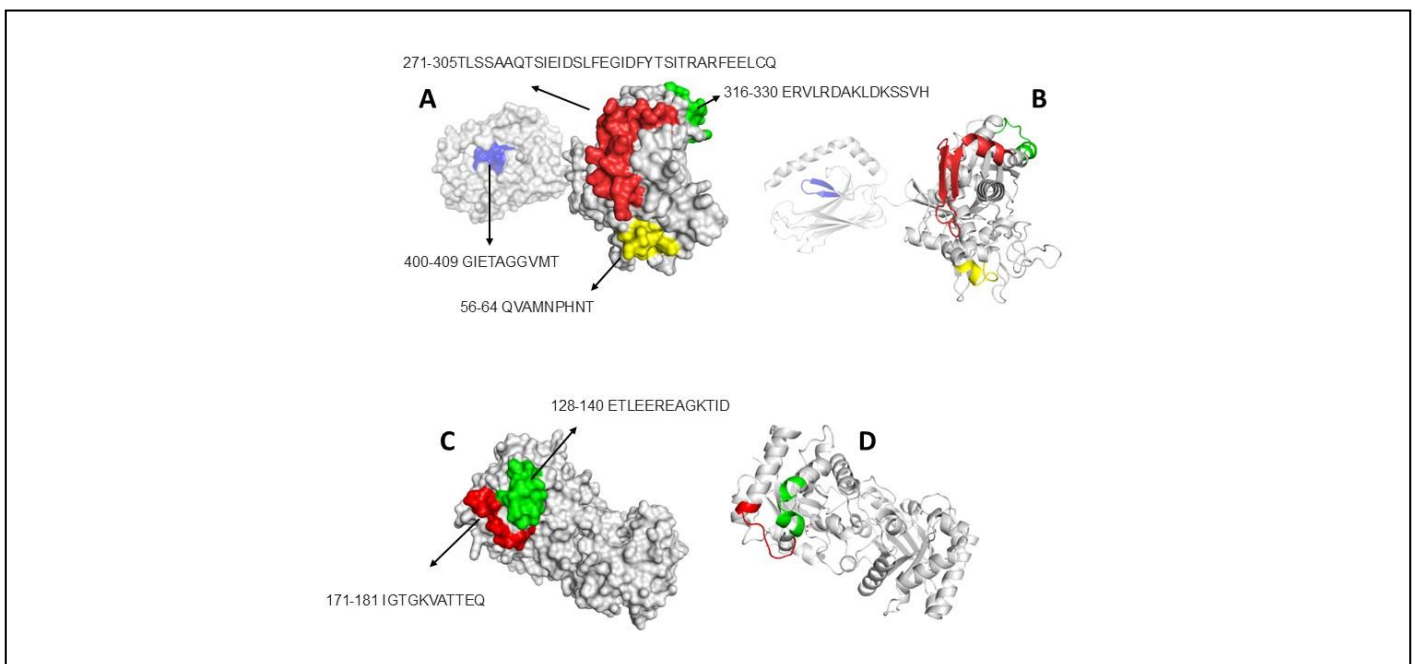 271-305TLSSAAQTSIEIDSLFEGIDFYTSITRARFEELCQ
A
316-330 ERVLRDAKLDKSSVH
B
400-409 GIETAGGVMT
56-64 QVAMNPHNT
128-140 ETLEEREAGKTID
C
D
171-181 IGTGKVATTEQ